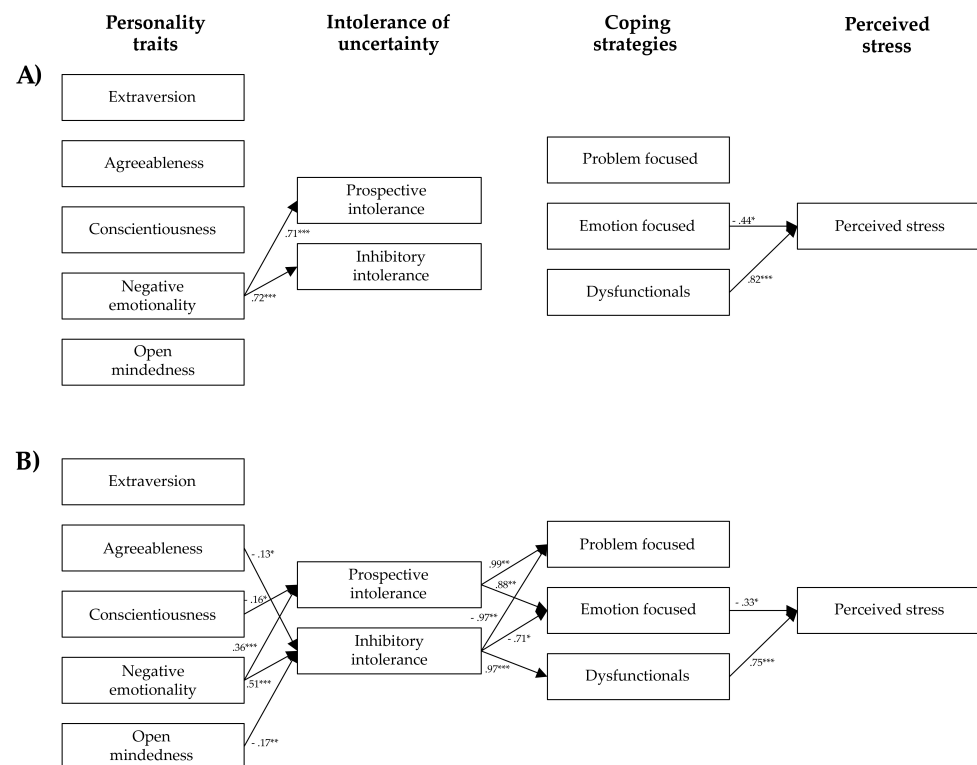 Personality
traits
Intolerance of
uncertainty
Coping
strategies
Perceived
stress
A)
Extraversion
Agreeableness
Conscientiousness
Negative
emotionality
Open
mindedness
Prospective
intolerance
Inhibitory
intolerance
.71***
.72***
Problem focused
Emotion focused
Dysfunctionals
- .44*
.82***
Perceived stress
B)
Extraversion
Agreeableness
Conscientiousness
Negative
emotionality
Open
mindedness
- .13*
- .16*
.36***
.51***
- .17**
Prospective
intolerance
Inhibitory
intolerance
.99**
.88**
- .97**
- .71*
.97***
Problem focused
Emotion focused
Dysfunctionals
- .33*
.75***
Perceived stress